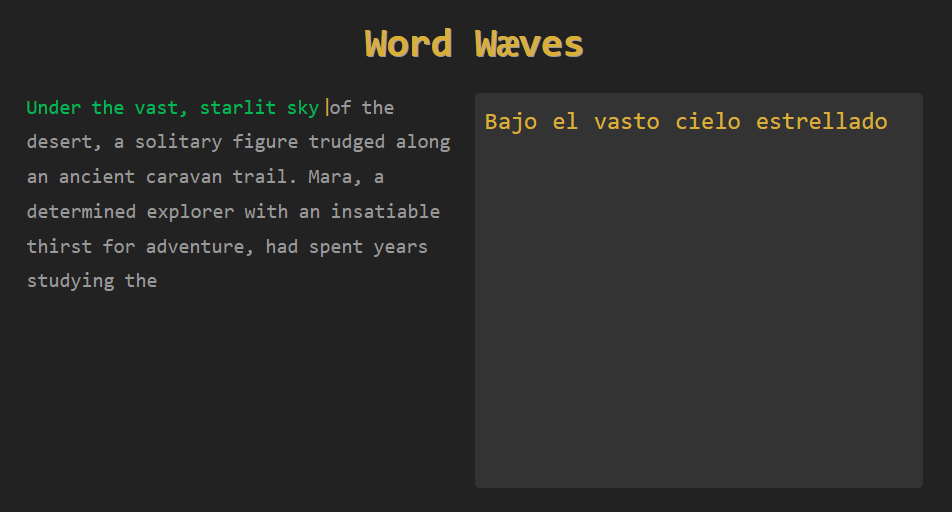 Word Wæves
Under the vast, starlit sky of the
desert, a solitary figure trudged along
an ancient caravan trail. Mara, a
determined explorer with an insatiable
thirst for adventure, had spent years
studying the
Bajo el vasto cielo estrellado